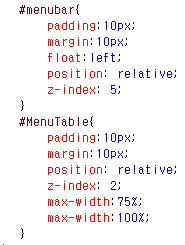 #menubar{
padding:10px;
margin:10px;
float:left;
position: relative;
z-index: 5;
}
#MenuTable{
padding:10px;
margin:10px;
position: relative;
z-index: 2;
max-width:75%;
max-width:100%;
}